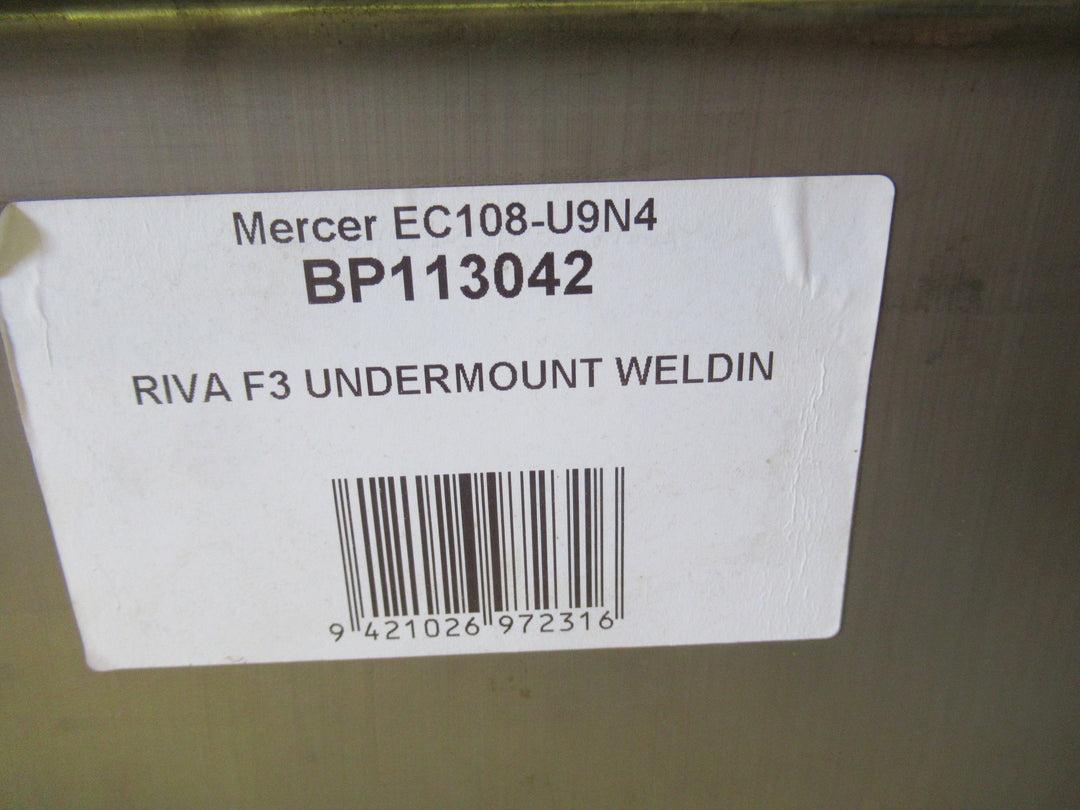 Mercer EC108-U9N4
BP113042
RIVA F3 UNDERMOUNT WELDIN
9 421026 972316